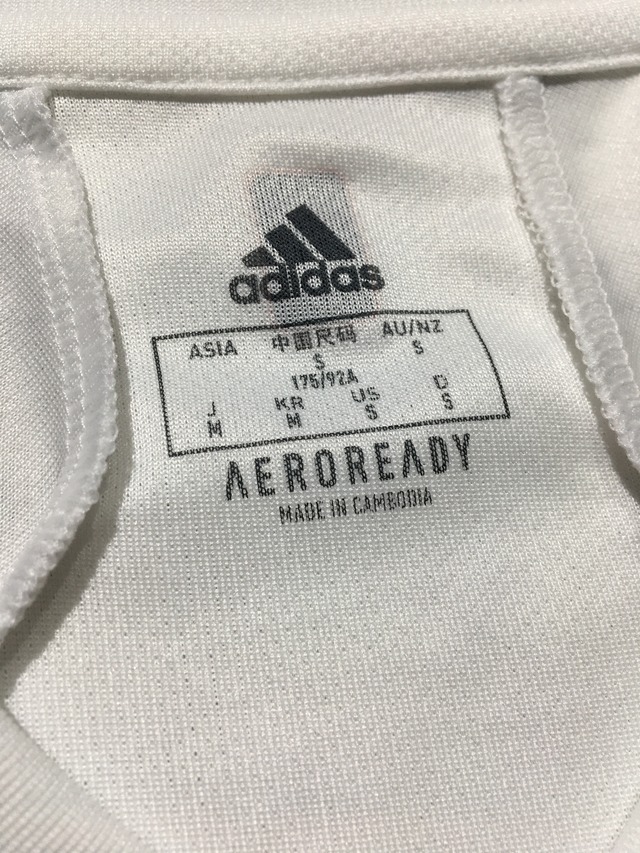 adidas
ASIA 中国尺码 AU/NZ
S S
175/92A
J KR US D
M M S S
AEROREADY
MADE IN CAMBODIA